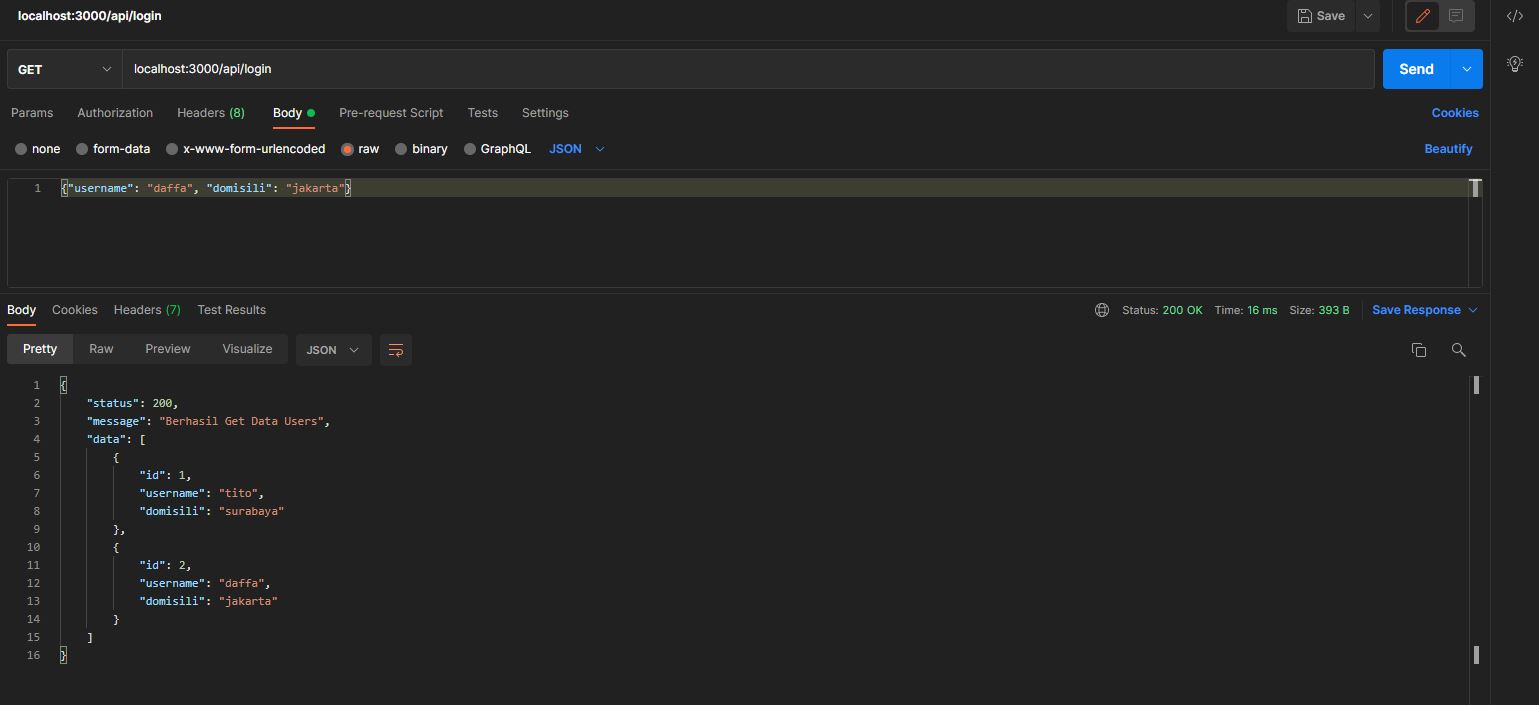 localhost:3000/api/login
Save
GET
localhost:3000/api/login
Send
Params Authorization Headers (8) Body Pre-request Script Tests Settings Cookies
none form-data x-www-form-urlencoded raw binary GraphQL JSON Beautify
1 {"username": "daffa", "domisili": "jakarta"}
Body Cookies Headers (7) Test Results Status: 200 OK Time: 16 ms Size: 393 B Save Response
Pretty Raw Preview Visualize JSON
1 {
2 "status": 200,
3 "message": "Berhasil Get Data Users",
4 "data": [
5 {
6 "id": 1,
7 "username": "tito",
8 "domisili": "surabaya"
9 },
10 {
11 "id": 2,
12 "username": "daffa",
13 "domisili": "jakarta"
14 }
15 ]
16 }